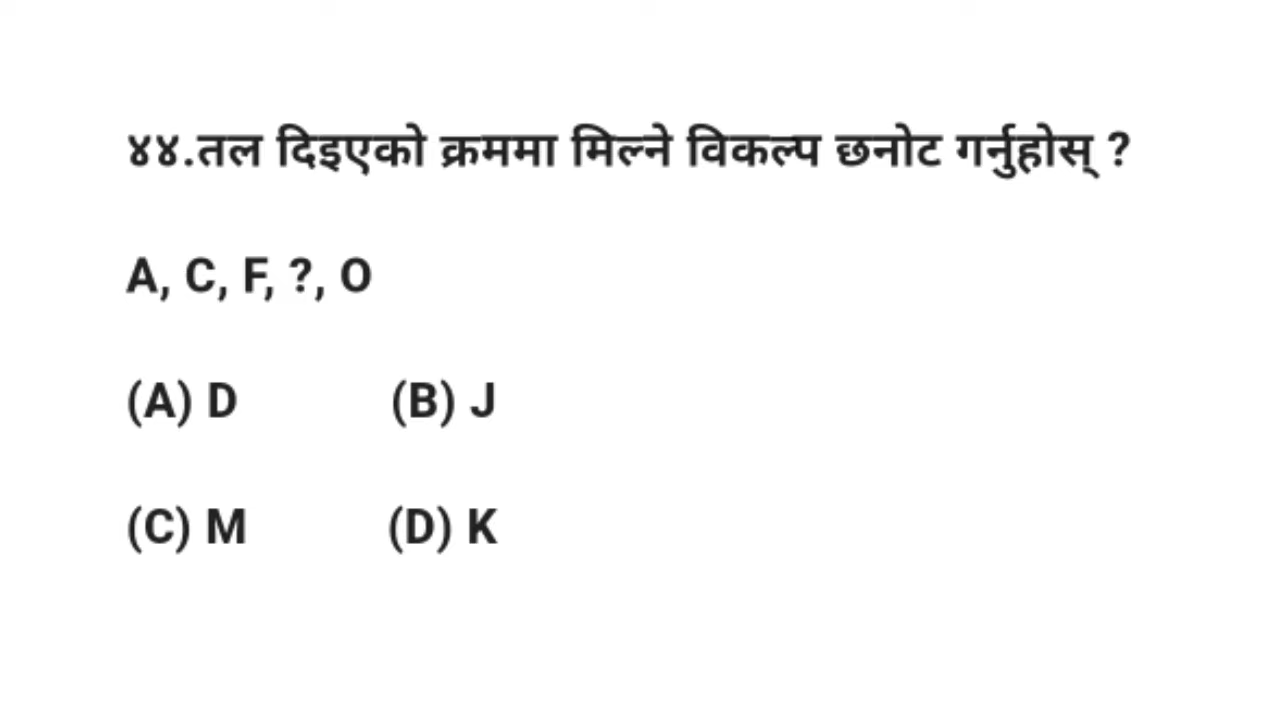 ४४.तल दिइएको क्रममा मिल्ने विकल्प छनोट गर्नुहोस् ?
A, C, F, ?, O
(A) D (B) J
(C) M (D) K